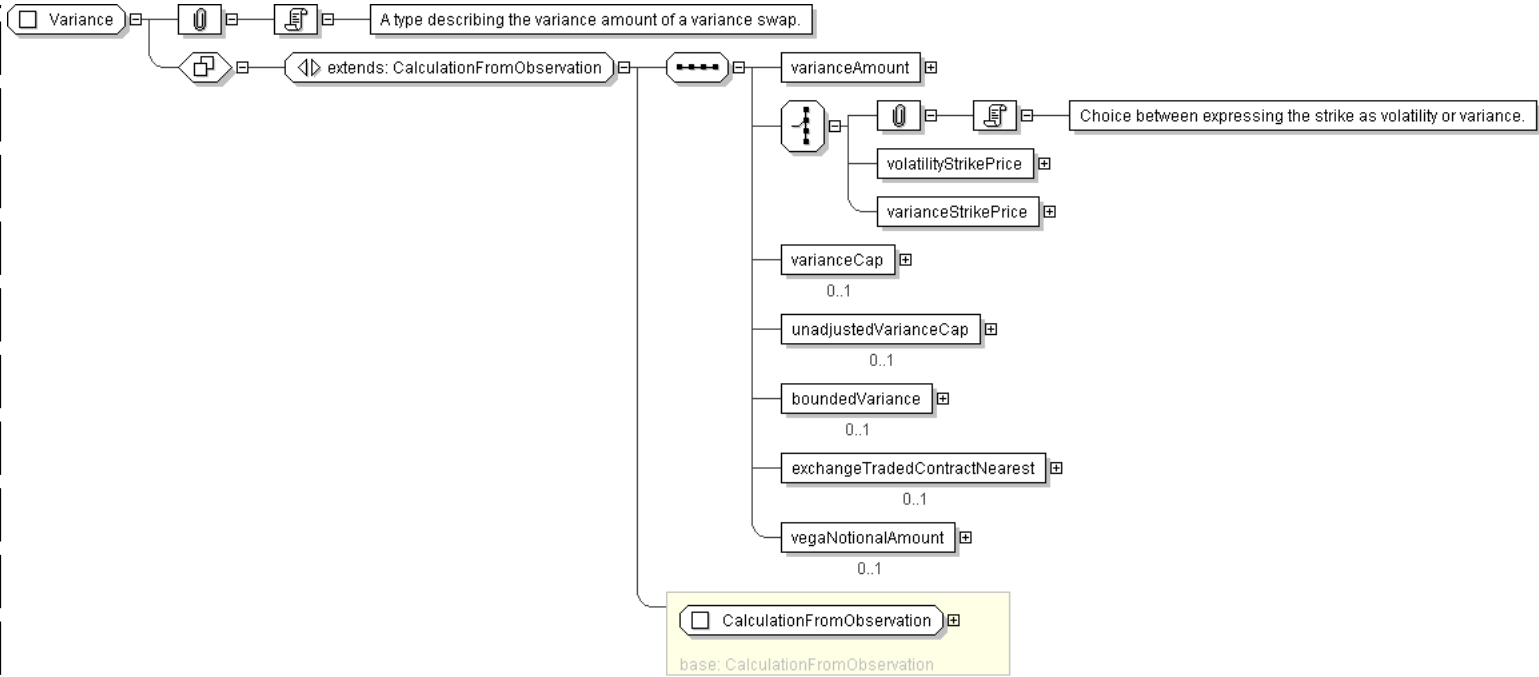 Variance
A type describing the variance amount of a variance swap.
extends: CalculationFromObservation
varianceAmount
Choice between expressing the strike as volatility or variance.
volatilityStrikePrice
varianceStrikePrice
varianceCap
0..1
unadjustedVarianceCap
0..1
boundedVariance
0..1
exchangeTradedContractNearest
0..1
vegaNotionalAmount
0..1
CalculationFromObservation
base: CalculationFromObservation